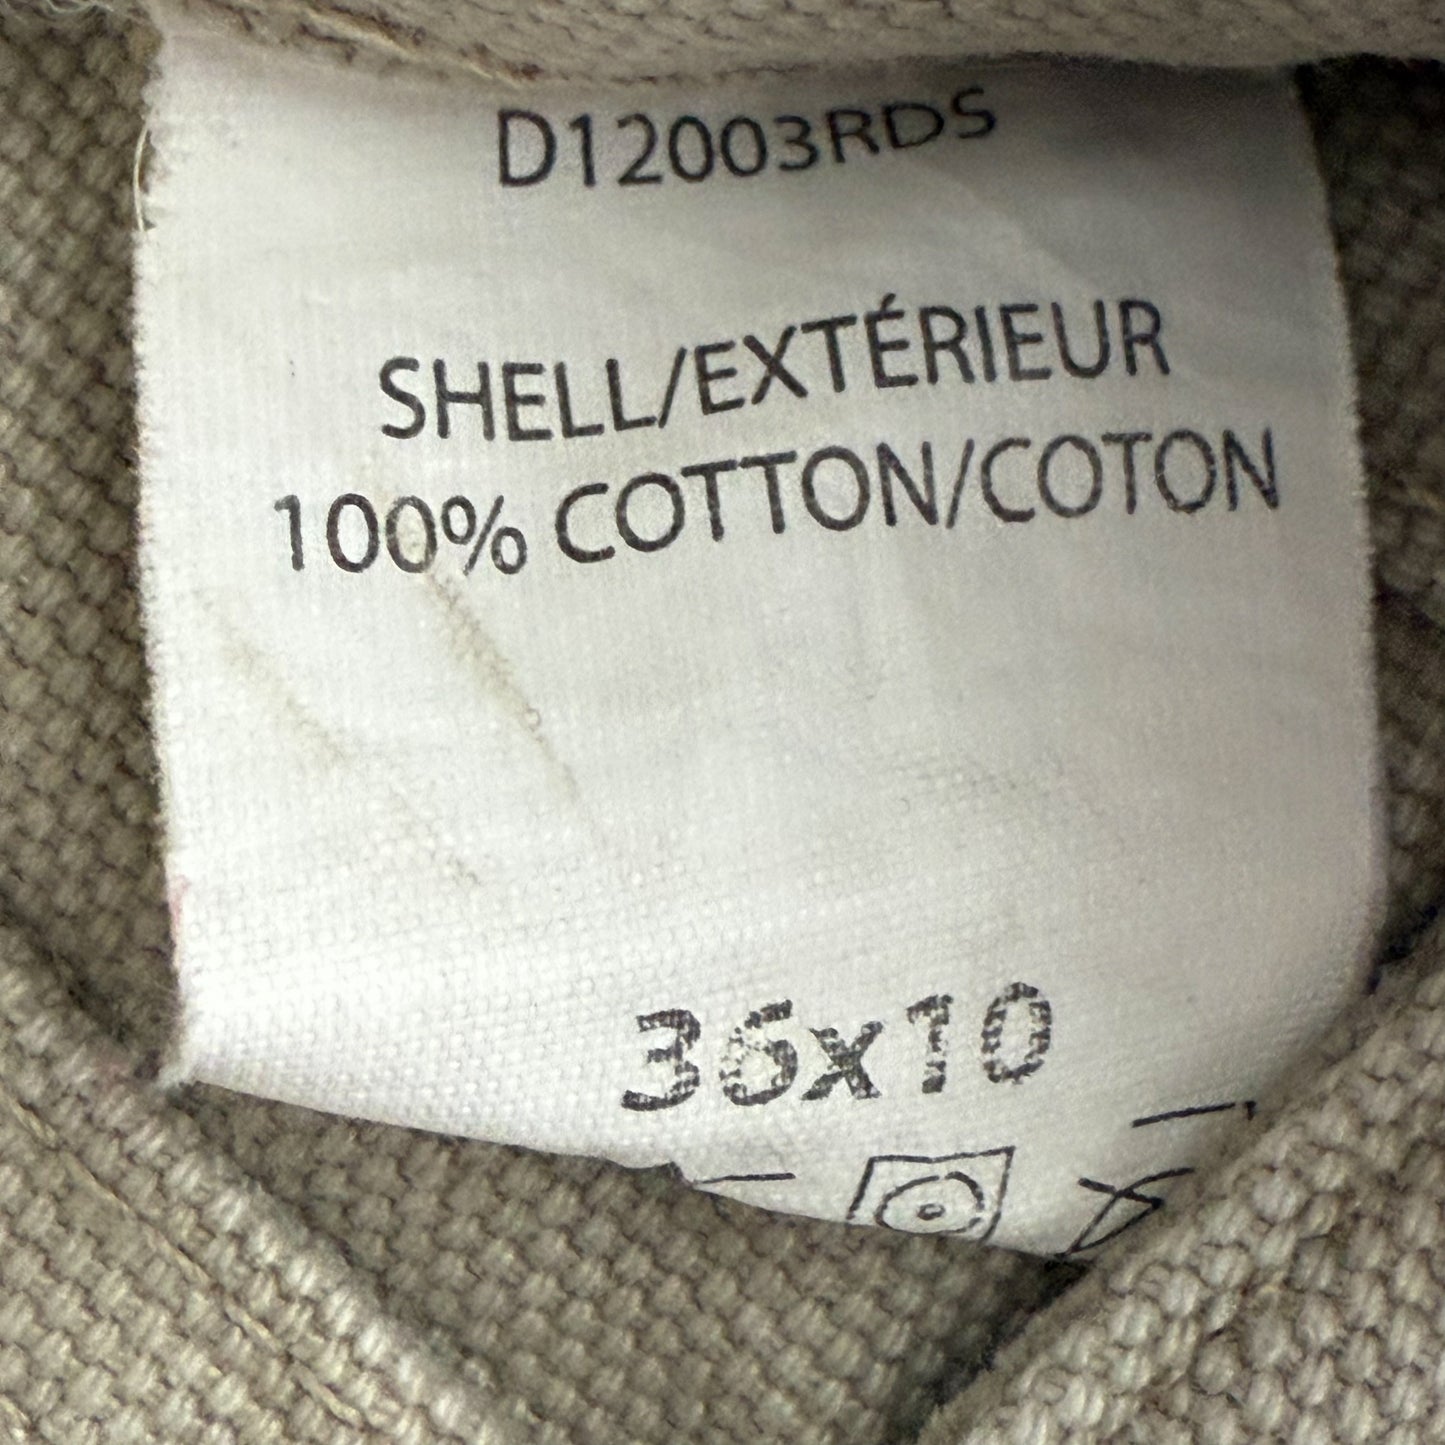 D12003RDS
SHELL/EXTÉRIEUR
100% COTTON/COTON
36x10